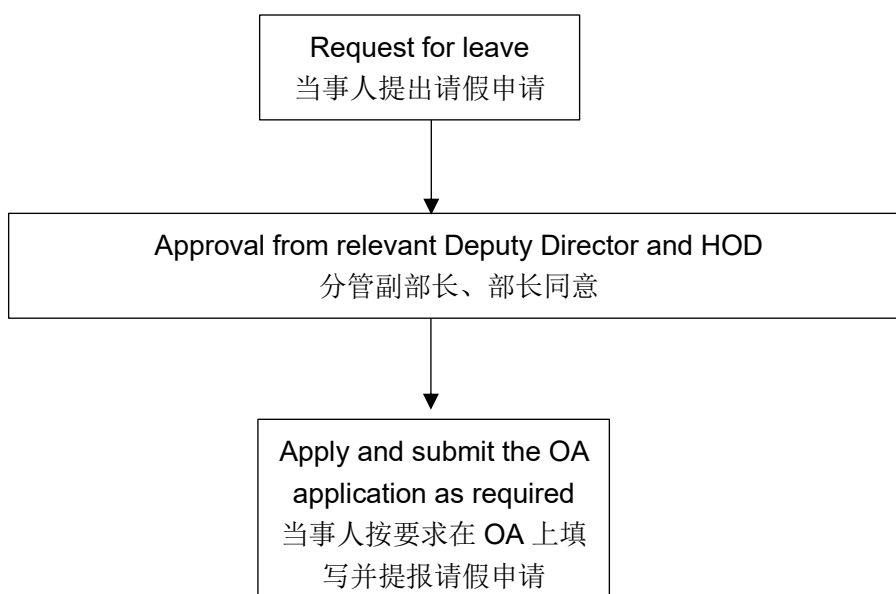 Request for leave
当事人提出请假申请
Approval from relevant Deputy Director and HOD
分管副部长、部长同意
Apply and submit the OA
application as required
当事人按要求在 OA 上填
写并提报请假申请